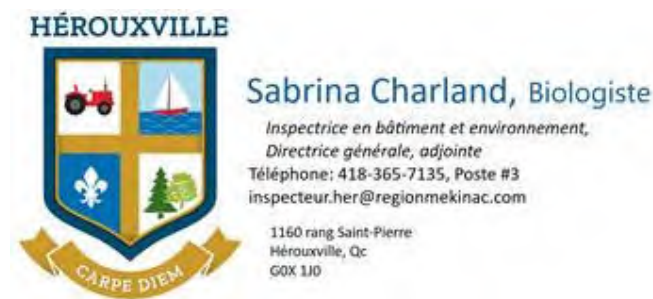 HÉROUXVILLE
CARPE DIEM
Sabrina Charland, Biologiste
Inspectrice en bâtiment et environnement,
Directrice générale, adjointe
Téléphone: 418-365-7135, Poste #3
inspecteur.her@regionmekinac.com
1160 rang Saint-Pierre
Hérouxville, Qc
G0X 1J0